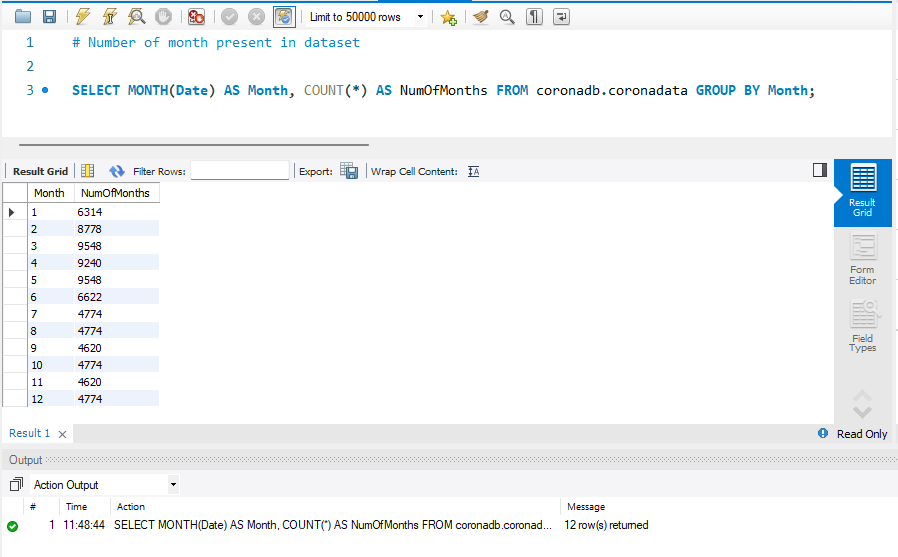 Limit to 50000 rows
1 # Number of month present in dataset
2
3 SELECT MONTH(Date) AS Month, COUNT(*) AS NumOfMonths FROM coronadb.coronadata GROUP BY Month;
Result Grid Filter Rows: Export: Wrap Cell Content:
Month NumOfMonths
1 6314
2 8778
3 9548
4 9240
5 9548
6 6622
7 4774
8 4774
9 4620
10 4774
11 4620
12 4774
Result
Grid
Form
Editor
Field
Types
Result 1 Read Only
Output
Action Output
# Time Action Message
1 11:48:44 SELECT MONTH(Date) AS Month, COUNT(*) AS NumOfMonths FROM coronadb.coronad... 12 row(s) returned